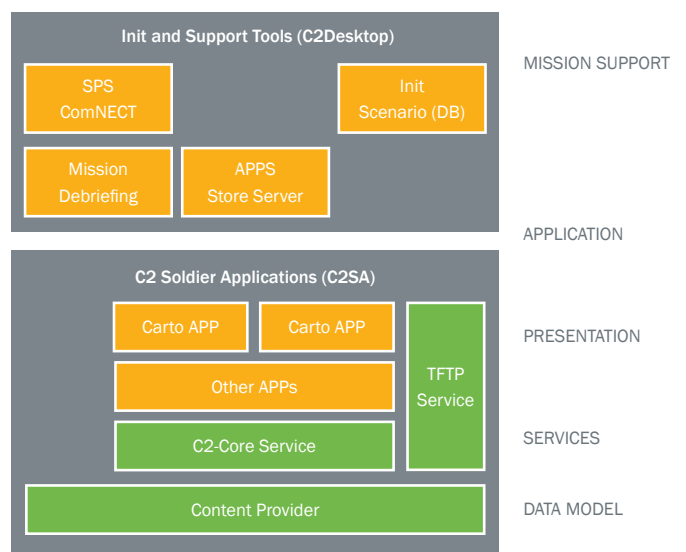 Init and Support Tools (C2Desktop)
MISSION SUPPORT
SPS
ComNECT
Init
Scenario (DB)
Mission
Debriefing
APPS
Store Server
APPLICATION
C2 Soldier Applications (C2SA)
Carto APP
Carto APP
PRESENTATION
TFTP
Service
Other APPs
C2-Core Service
SERVICES
Content Provider
DATA MODEL